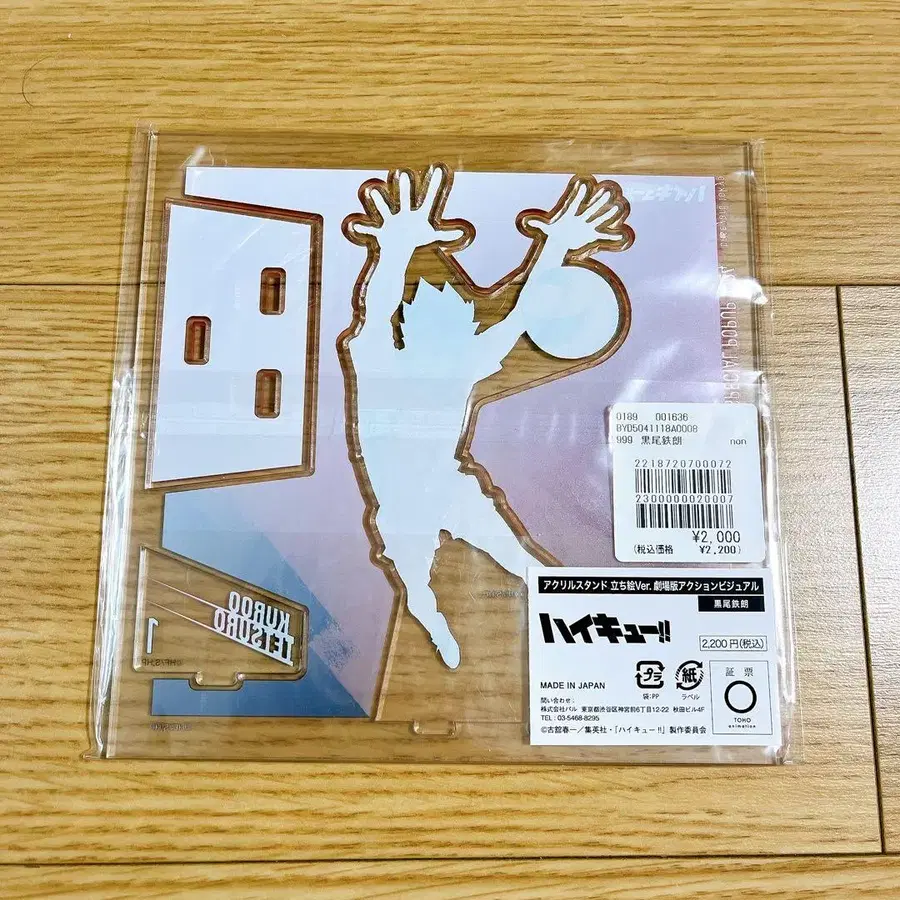 0189 001636
BYD5041118A0008
999 黒尾鉄朗 non
2218720700072
2300000020007
¥2,000
(税込価格 ¥2,200)
アクリルスタンド 立ち絵Ver. 劇場版アクションビジュアル
黒尾鉄朗
ハイキュー!!
2,200円(税込)
プラ
袋:PP
紙
ラベル
証票
TOHO
animation
MADE IN JAPAN
問い合わせ:
株式会社パル 東京都渋谷区神宮前6丁目12-22 秋田ビル4F
TEL : 03-5468-8295
©古舘春一/集英社・「ハイキュー!!」製作委員会
TETSURO
KUROO
1